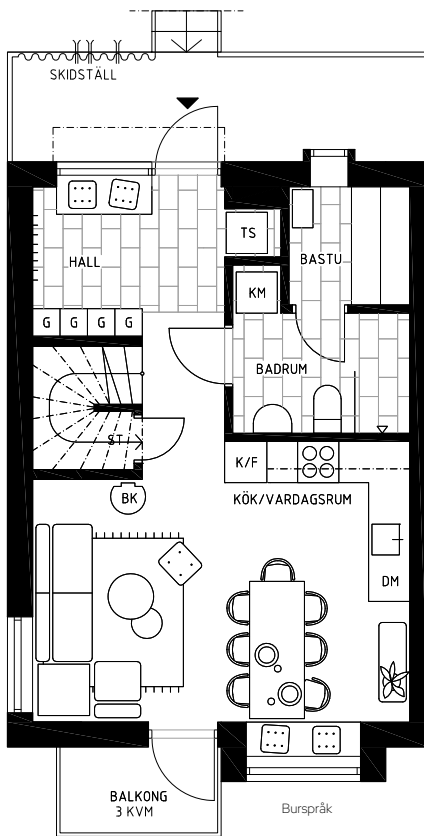 SKIDSTÄLL
TS
HALL
BASTU
KM
G G G G
BADRUM
ST
K/F
KÖK/VARDAGSRUM
BK
DM
BALKONG
3 KVM
Burspråk